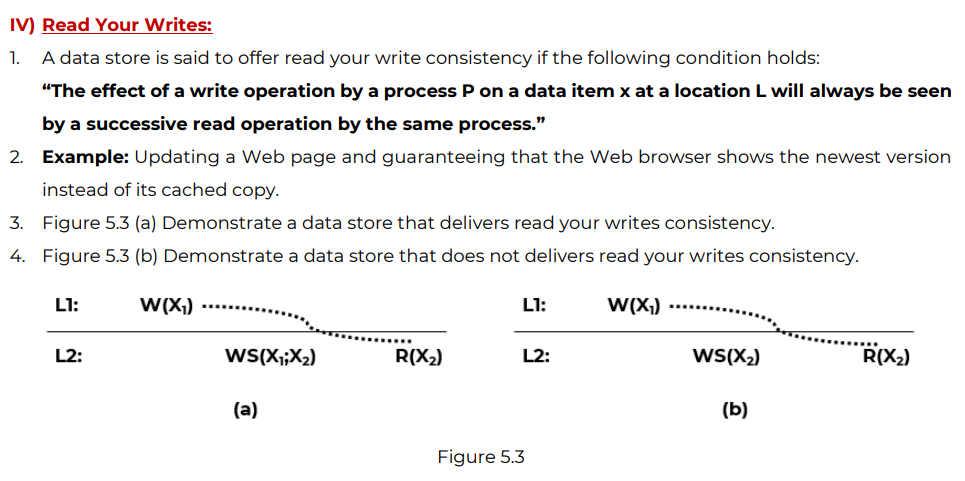 IV) Read Your Writes:
1. A data store is said to offer read your write consistency if the following condition holds:
“The effect of a write operation by a process P on a data item x at a location L will always be seen
by a successive read operation by the same process.”
2. Example: Updating a Web page and guaranteeing that the Web browser shows the newest version
instead of its cached copy.
3. Figure 5.3 (a) Demonstrate a data store that delivers read your writes consistency.
4. Figure 5.3 (b) Demonstrate a data store that does not delivers read your writes consistency.
L1: W(X₁) L1: W(X₁)
L2: WS(X₁;X₂) R(X₂) L2: WS(X₂) R(X₂)
(a) (b)
Figure 5.3